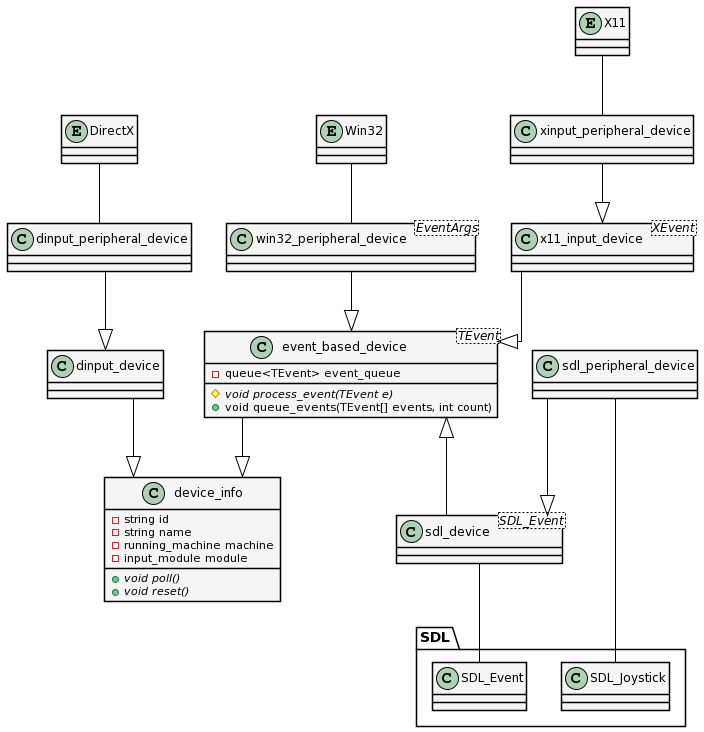 E X11
E DirectX
E Win32
C xinput_peripheral_device
C dinput_peripheral_device
C win32_peripheral_device
EventArgs
C x11_input_device
XEvent
C event_based_device
TEvent
queue<TEvent> event_queue
void process_event(TEvent e)
void queue_events(TEvent[] events, int count)
C dinput_device
C sdl_peripheral_device
C device_info
string id
string name
running_machine machine
input_module module
void poll()
void reset()
C sdl_device
SDL_Event
SDL
C SDL_Event
C SDL_Joystick